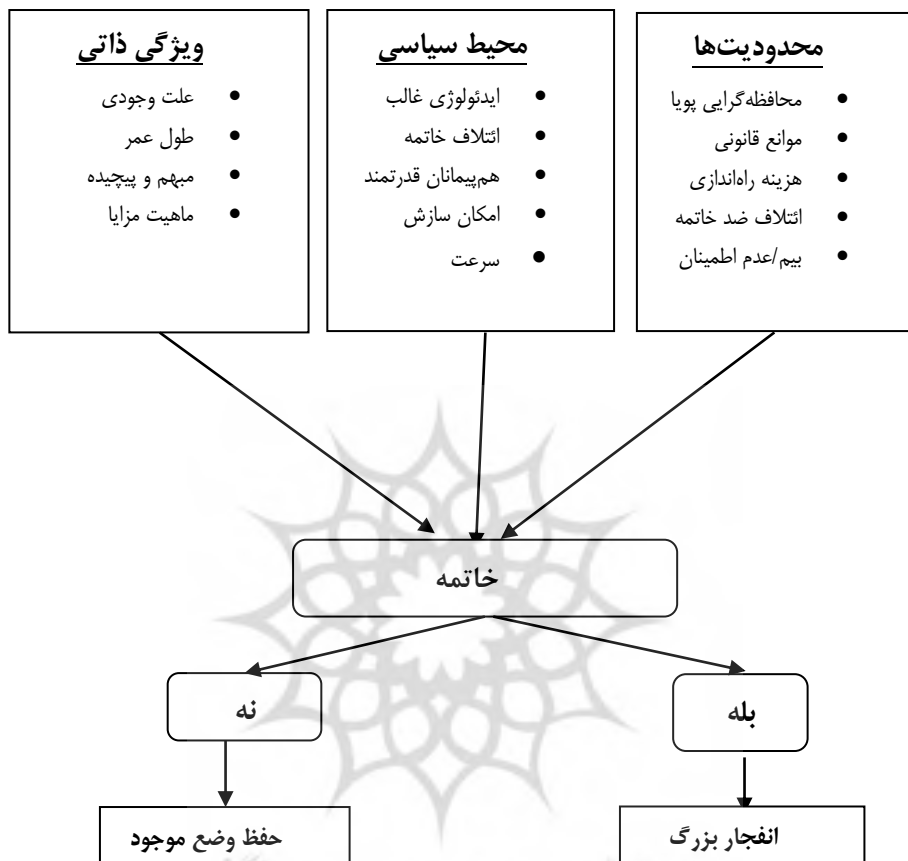 محدودیت‌ها
محافظه‌گرایی پویا
موانع قانونی
هزینه راه‌اندازی
ائتلاف ضد خاتمه
بیم/عدم اطمینان
محیط سیاسی
ایدئولوژی غالب
ائتلاف خاتمه
هم‌پیمانان قدرتمند
امکان سازش
سرعت
ویژگی ذاتی
علت وجودی
طول عمر
مبهم و پیچیده
ماهیت مزایا
خاتمه
بله
نه
انفجار بزرگ
حفظ وضع موجود